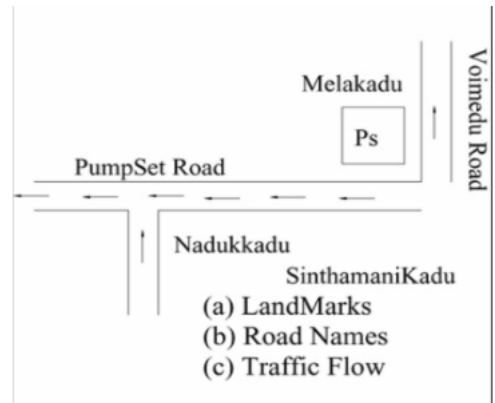 Melakadu
Voimedu Road
Ps
PumpSet Road
Nadukkadu
SinthamaniKadu
(a) LandMarks
(b) Road Names
(c) Traffic Flow